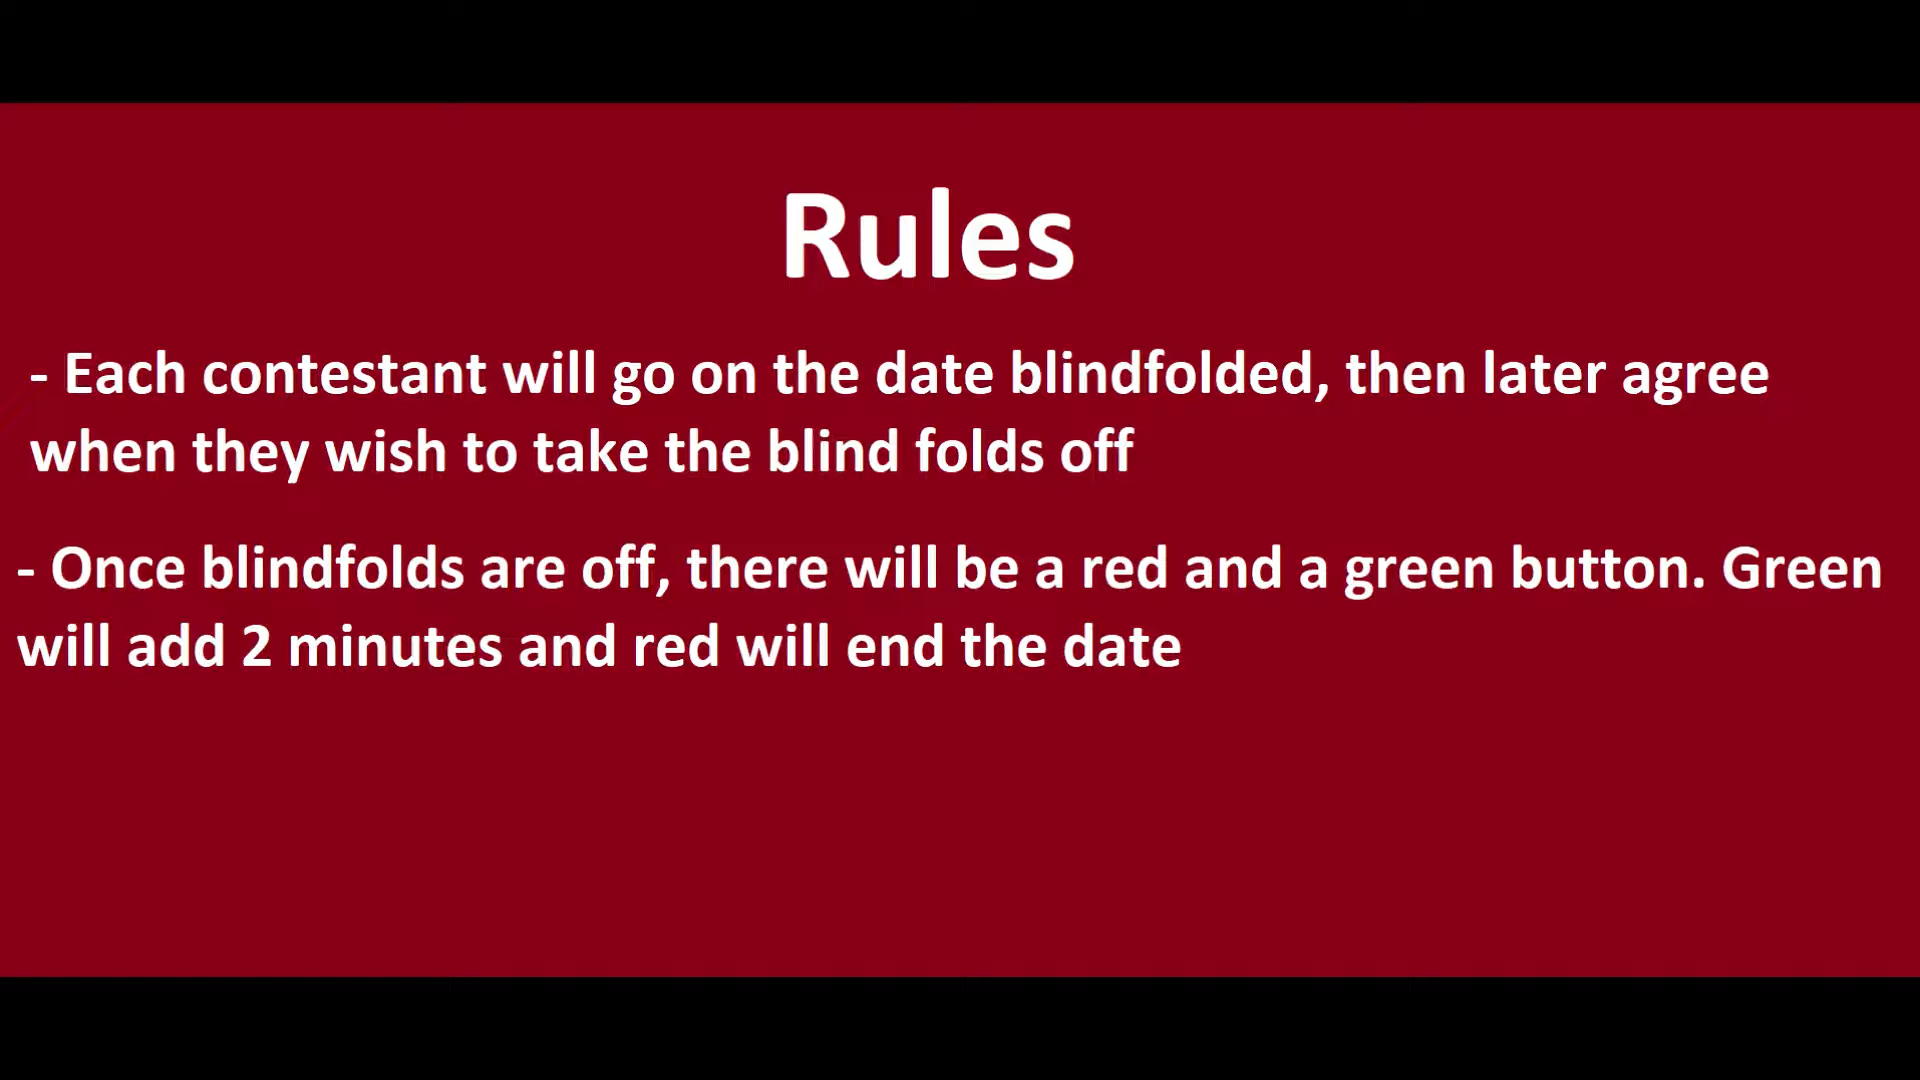 Rules
- Each contestant will go on the date blindfolded, then later agree
when they wish to take the blind folds off
- Once blindfolds are off, there will be a red and a green button. Green
will add 2 minutes and red will end the date